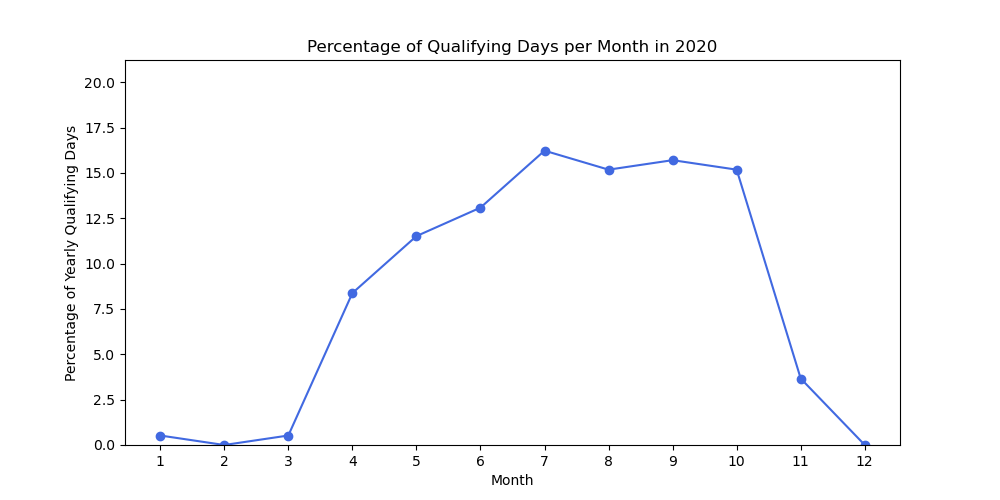 Percentage of Qualifying Days per Month in 2020
Percentage of Yearly Qualifying Days
20.0
17.5
15.0
12.5
10.0
7.5
5.0
2.5
0.0
1 2 3 4 5 6 7 8 9 10 11 12
Month